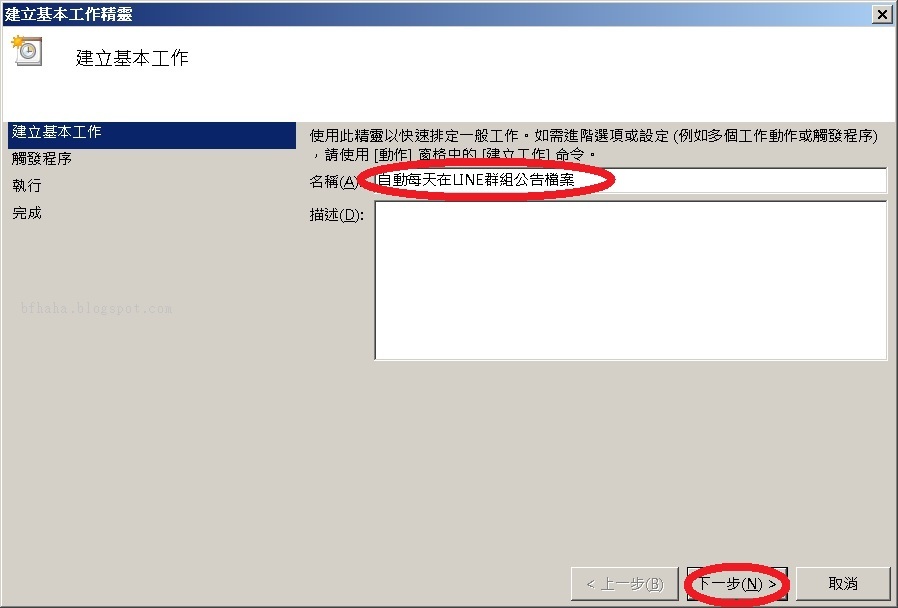 建立基本工作精靈
建立基本工作
建立基本工作
觸發程序
執行
完成
使用此精靈以快速排定一般工作。如需進階選項或設定 (例如多個工作動作或觸發程序)
，請使用 [動作] 窗格中的 [建立工作] 命令。
名稱(A): 自動每天在LINE群組公告檔案
描述(D):
bfhaha.blogspot.com
< 上一步(B) 下一步(N) > 取消